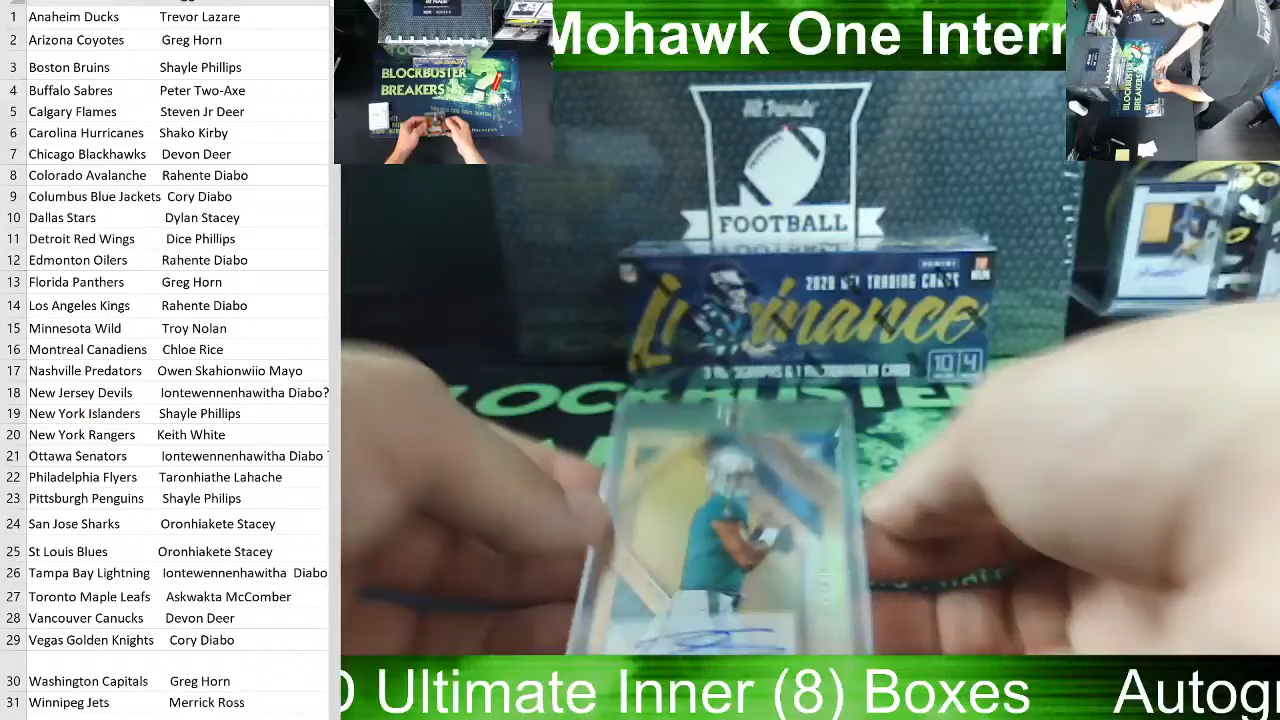 Anaheim Ducks Trevor Lazare
Arizona Coyotes Greg Horn
Boston Bruins Shayle Phillips
Buffalo Sabres Peter Two-Axe
Calgary Flames Steven Jr Deer
6 Carolina Hurricanes Shako Kirby
Chicago Blackhawks Devon Deer
8 Colorado Avalanche Rahente Diabo
9 Columbus Blue Jackets Cory Diabo
10 Dallas Stars Dylan Stacey
11 Detroit Red Wings Dice Phillips
12 Edmonton Oilers Rahente Diabo
13 Florida Panthers Greg Horn
14 Los Angeles Kings Rahente Diabo
15 Minnesota Wild Troy Nolan
16 Montreal Canadiens Chloe Rice
17 Nashville Predators Owen Skahionwiio Mayo
18 New Jersey Devils Iontewennenhawitha Diabo?
19 New York Islanders Shayle Phillips
20 New York Rangers Keith White
21 Ottawa Senators Iontewennenhawitha Diabo
22 Philadelphia Flyers Taronhiathe Lahache
23 Pittsburgh Penguins Shayle Philips
24 San Jose Sharks Oronhiakete Stacey
25 St Louis Blues Oronhiakete Stacey
26 Tampa Bay Lightning Iontewennenhawitha Diabo
27 Toronto Maple Leafs Askwakta McComber
28 Vancouver Canucks Devon Deer
29 Vegas Golden Knights Cory Diabo
30 Washington Capitals Greg Horn
31 Winnipeg Jets Merrick Ross
BLOCKBUSTER
BREAKERS
Mohawk One Intern
BLOCKBUSTER
FOOTBALL
PANINI
2020 NFL TRADING CARDS
Luminance
10 4
BLOCKBUSTER
0 Ultimate Inner (8) Boxes Autogr